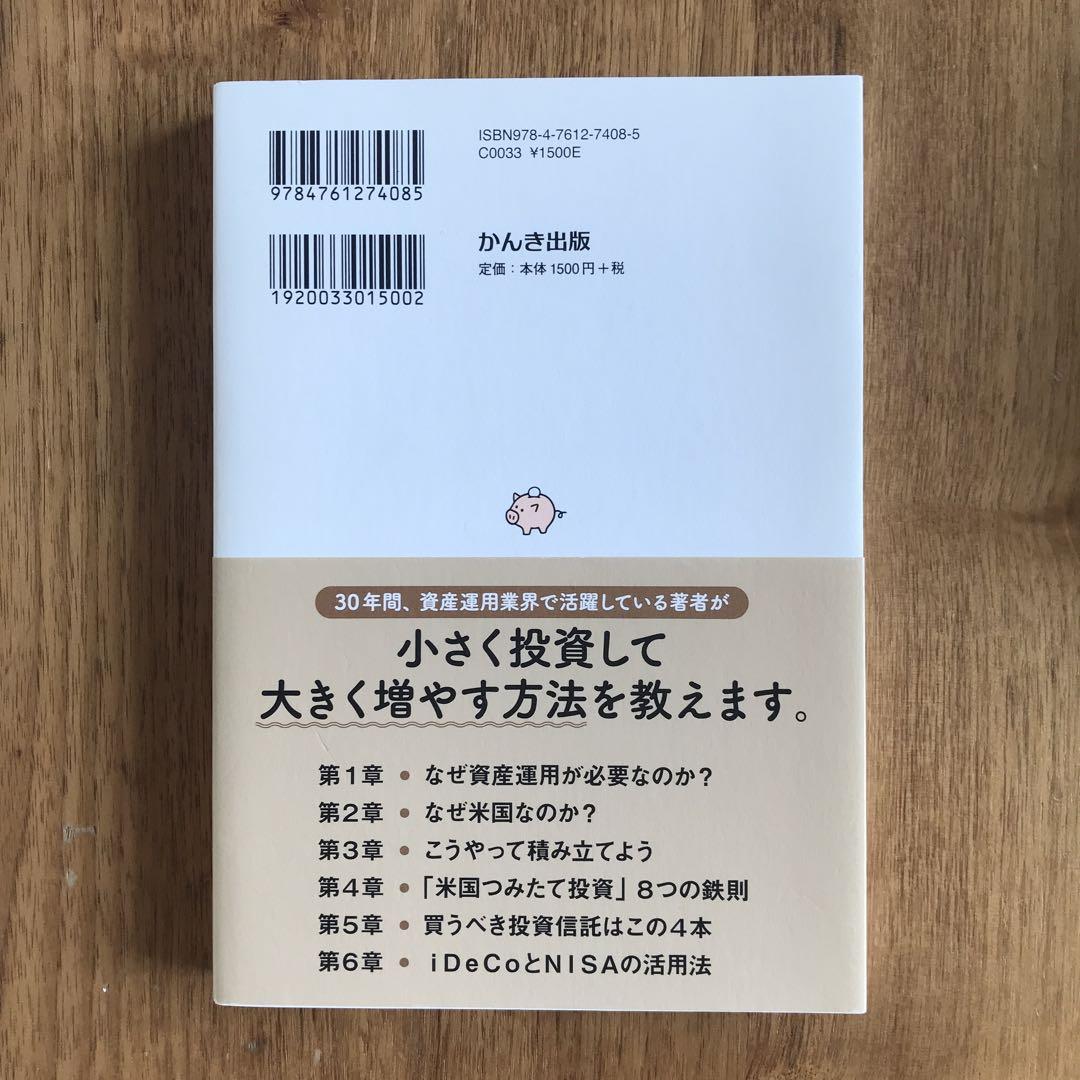 9784761274085
1920033015002
ISBN978-4-7612-7408-5
C0033 ¥1500E
かんき出版
定価：本体1500円＋税
30年間、資産運用業界で活躍している著者が
小さく投資して
大きく増やす方法を教えます。
第1章 ● なぜ資産運用が必要なのか？
第2章 ● なぜ米国なのか？
第3章 ● こうやって積み立てよう
第4章 ● 「米国つみたて投資」8つの鉄則
第5章 ● 買うべき投資信託はこの4本
第6章 ● iDeCoとNISAの活用法